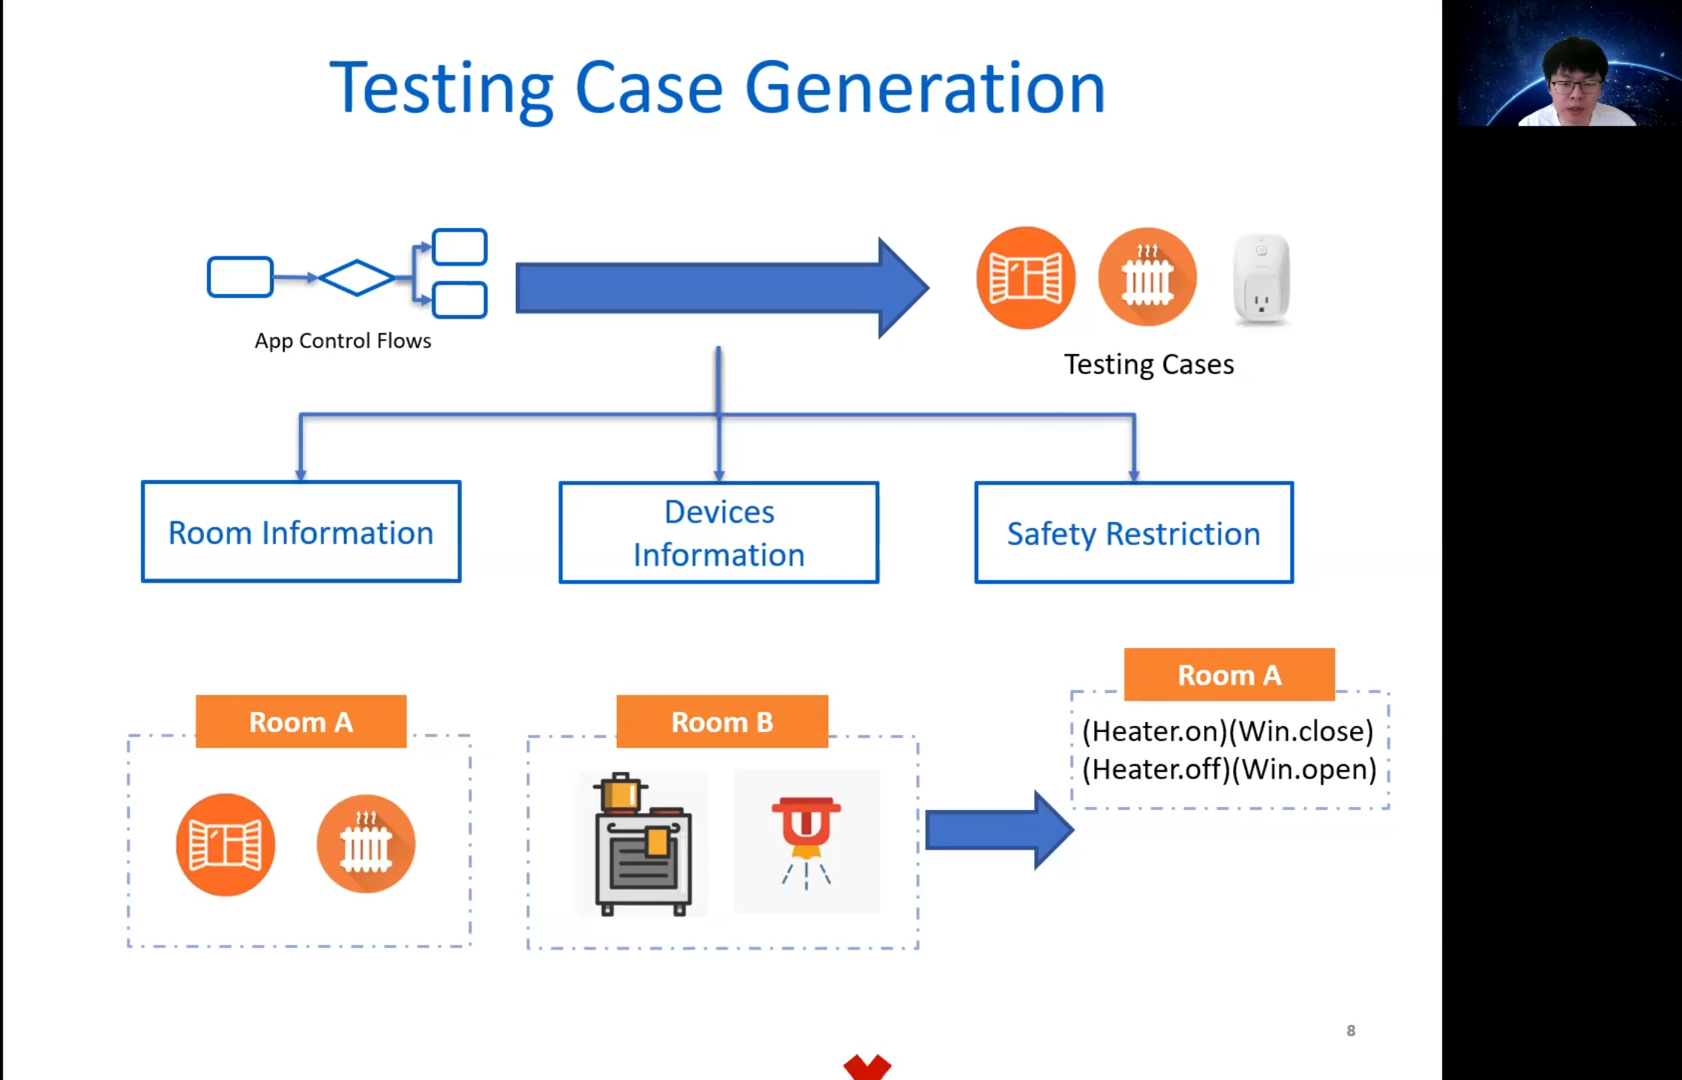 Testing Case Generation
App Control Flows
Testing Cases
Room Information
Devices
Information
Safety Restriction
Room A
Room B
Room A
(Heater.on)(Win.close)
(Heater.off)(Win.open)
8